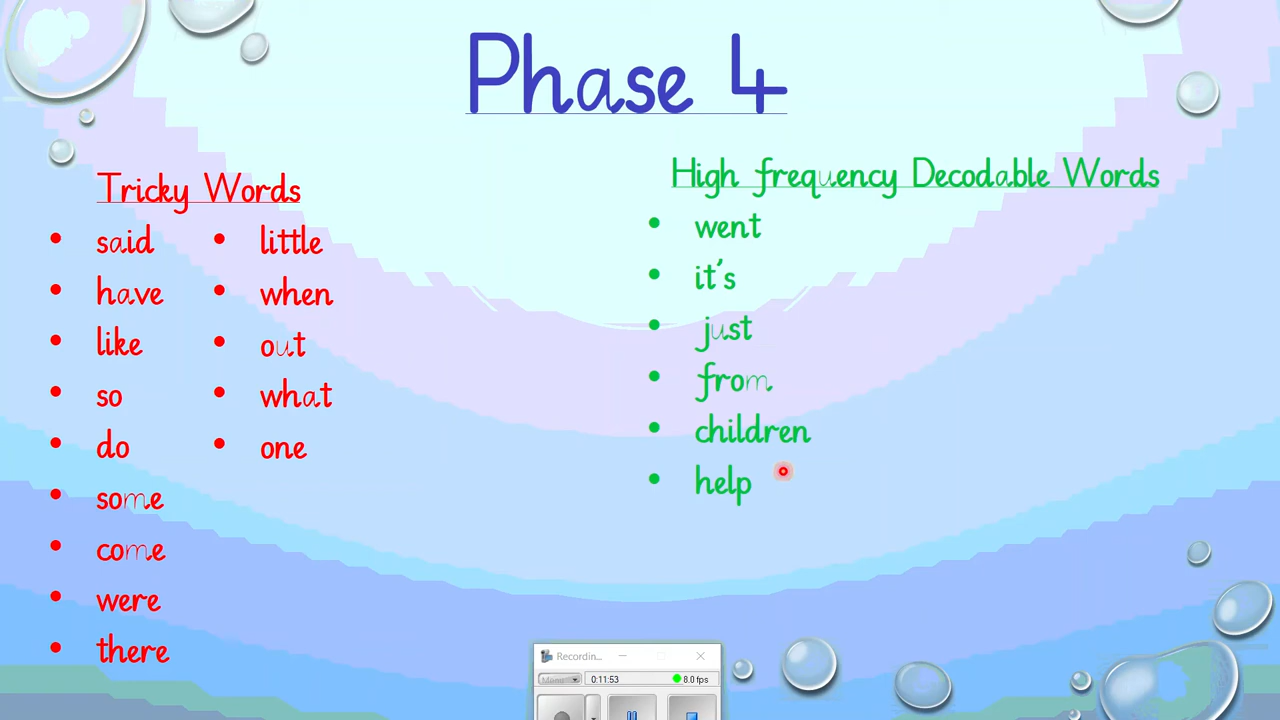 Phase 4
Tricky Words
said
have
like
so
do
some
come
were
there
little
when
out
what
one
High frequency Decodable Words
went
it's
just
from
children
help
Recordin...
Menu
0:11:53
8.0 fps